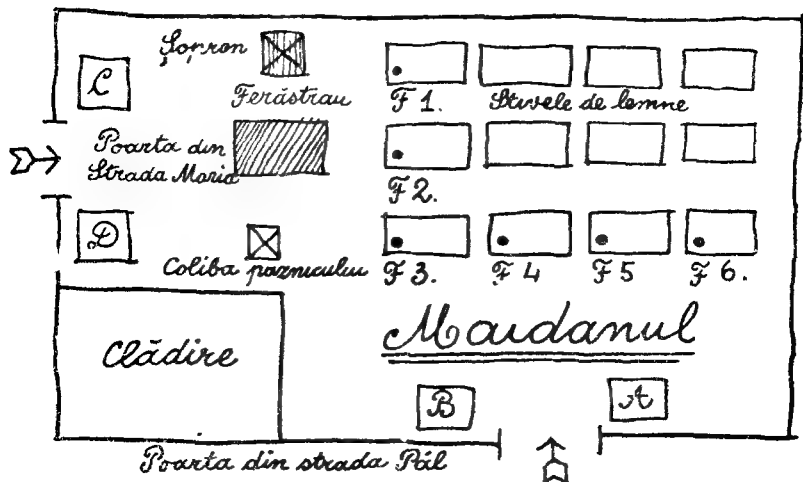 Șopron
C
Ferăstrau
F 1.
Stivele de lemne
Poarta din
Strada Maria
F 2.
D
Coliba paznicului
F 3.
F 4
F 5
F 6.
Clădire
Maidanul
B
A
Poarta din strada Pál